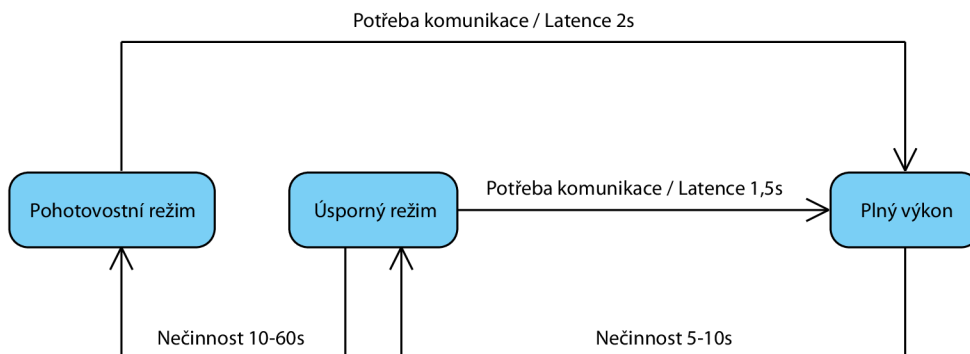 Potřeba komunikace / Latence 2s
Pohotovostní režim
Úsporný režim
Potřeba komunikace / Latence 1,5s
Plný výkon
Nečinnost 10-60s
Nečinnost 5-10s